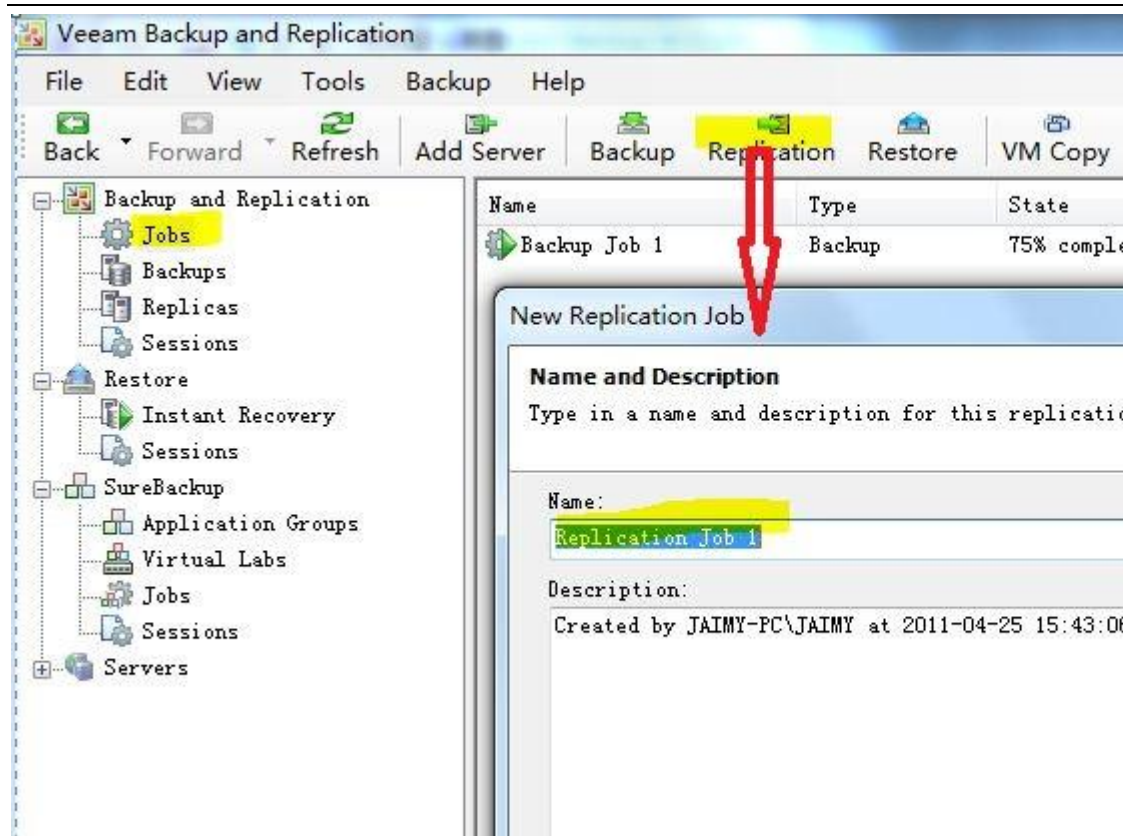 Veeam Backup and Replication
File Edit View Tools Backup Help
Back Forward Refresh Add Server Backup Replication Restore VM Copy
Backup and Replication
Jobs
Backups
Replicas
Sessions
Restore
Instant Recovery
Sessions
SureBackup
Application Groups
Virtual Labs
Jobs
Sessions
Servers
Name Type State
Backup Job 1 Backup 75% comple
New Replication Job
Name and Description
Type in a name and description for this replicatio
Name:
Replication Job 1
Description:
Created by JAIMY-PC\JAIMY at 2011-04-25 15:43:06